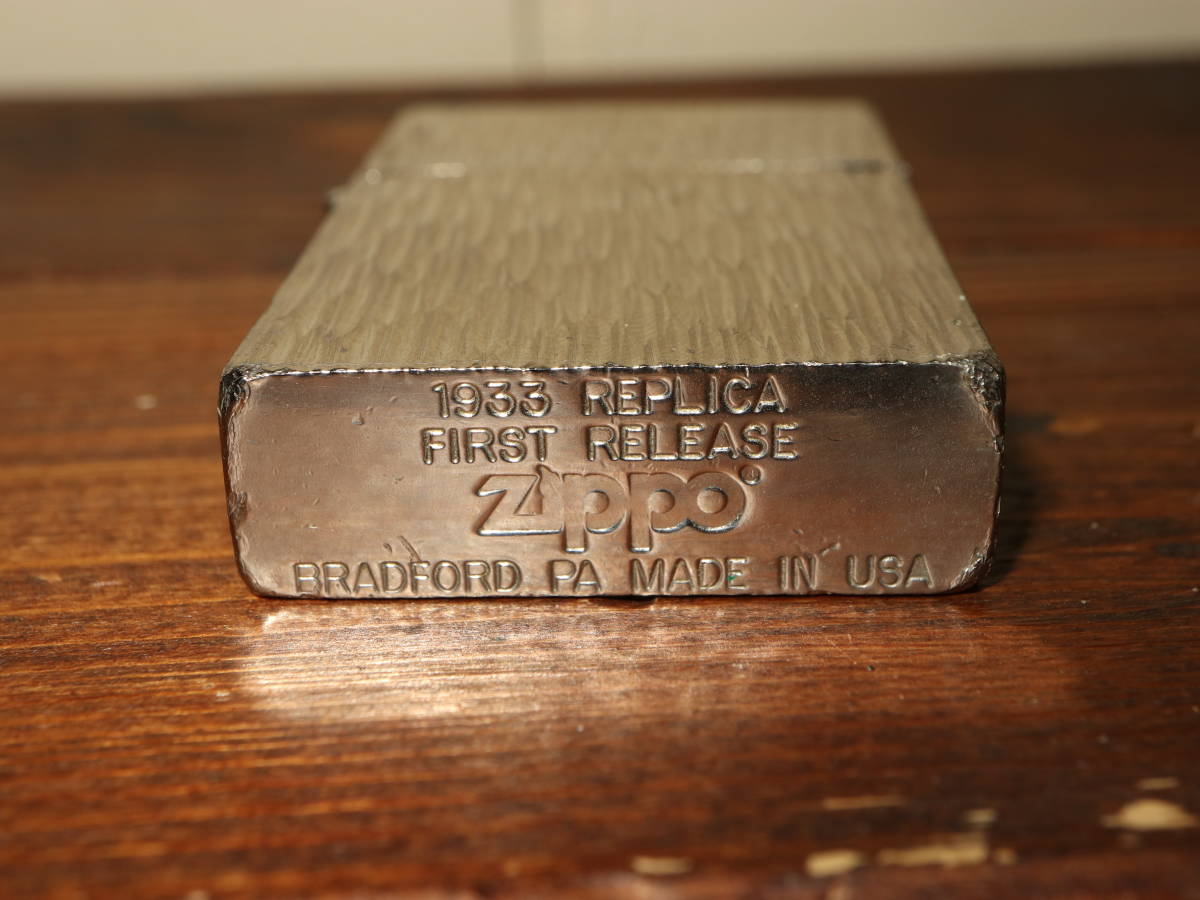 1933 REPLICA
FIRST RELEASE
Zippo®
BRADFORD PA MADE IN USA